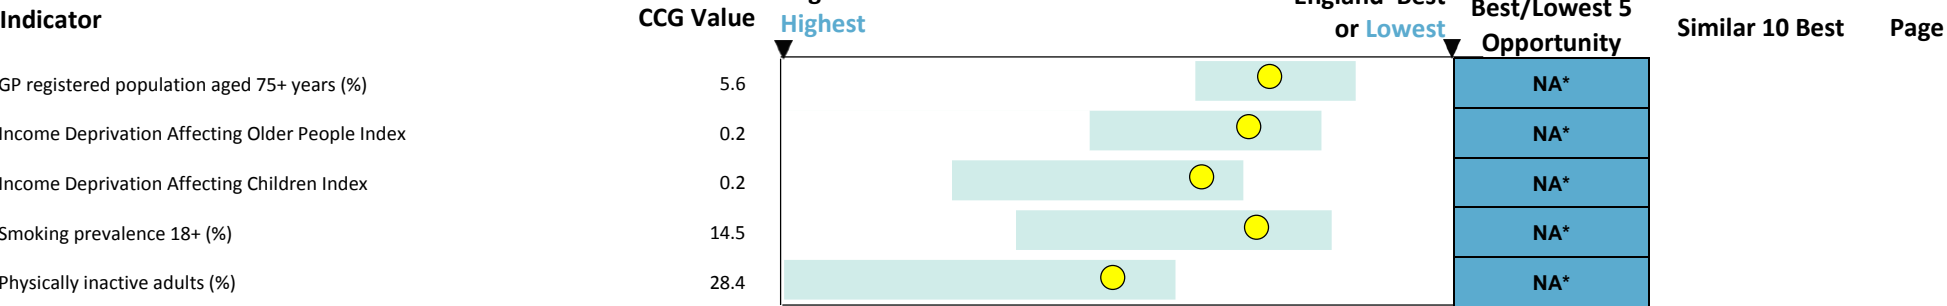 Indicator CCG Value Highest England Best or Lowest Best/Lowest 5 Opportunity Similar 10 Best Page
GP registered population aged 75+ years (%) 5.6 NA*
Income Deprivation Affecting Older People Index 0.2 NA*
Income Deprivation Affecting Children Index 0.2 NA*
Smoking prevalence 18+ (%) 14.5 NA*
Physically inactive adults (%) 28.4 NA*